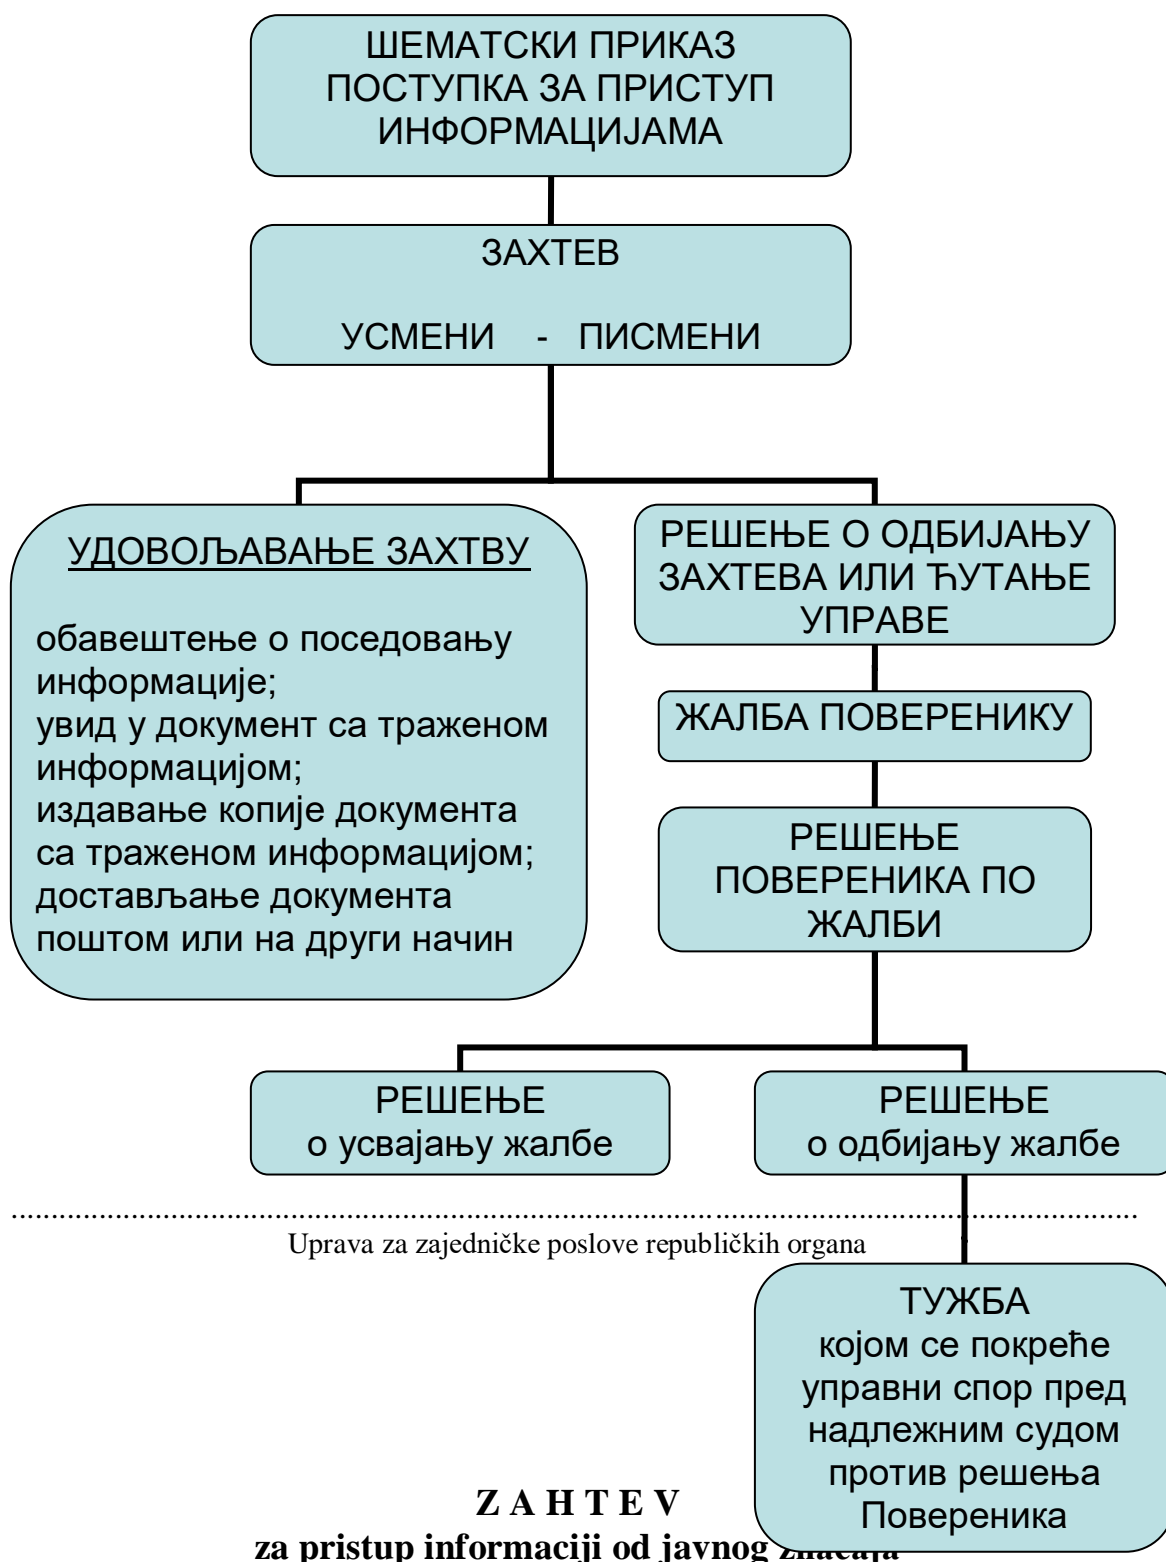 ШЕМАТСКИ ПРИКАЗ
ПОСТУПКА ЗА ПРИСТУП
ИНФОРМАЦИЈАМА
ЗАХТЕВ
УСМЕНИ - ПИСМЕНИ
УДОВОЉАВАЊЕ ЗАХТВУ
обавештење о поседовању
информације;
увид у документ са траженом
информацијом;
издавање копије документа
са траженом информацијом;
достављање документа
поштом или на други начин
РЕШЕЊЕ О ОДБИЈАЊУ
ЗАХТЕВА ИЛИ ЋУТАЊЕ
УПРАВЕ
ЖАЛБА ПОВЕРЕНИКУ
РЕШЕЊЕ
ПОВЕРЕНИКА ПО
ЖАЛБИ
РЕШЕЊЕ
о усвајању жалбе
РЕШЕЊЕ
о одбијању жалбе
Uprava za zajedničke poslove republičkih organa
ТУЖБА
којом се покреће
управни спор пред
надлежним судом
против решења
Повереника
Z A H T E V
za pristup informaciji od javnog značaja